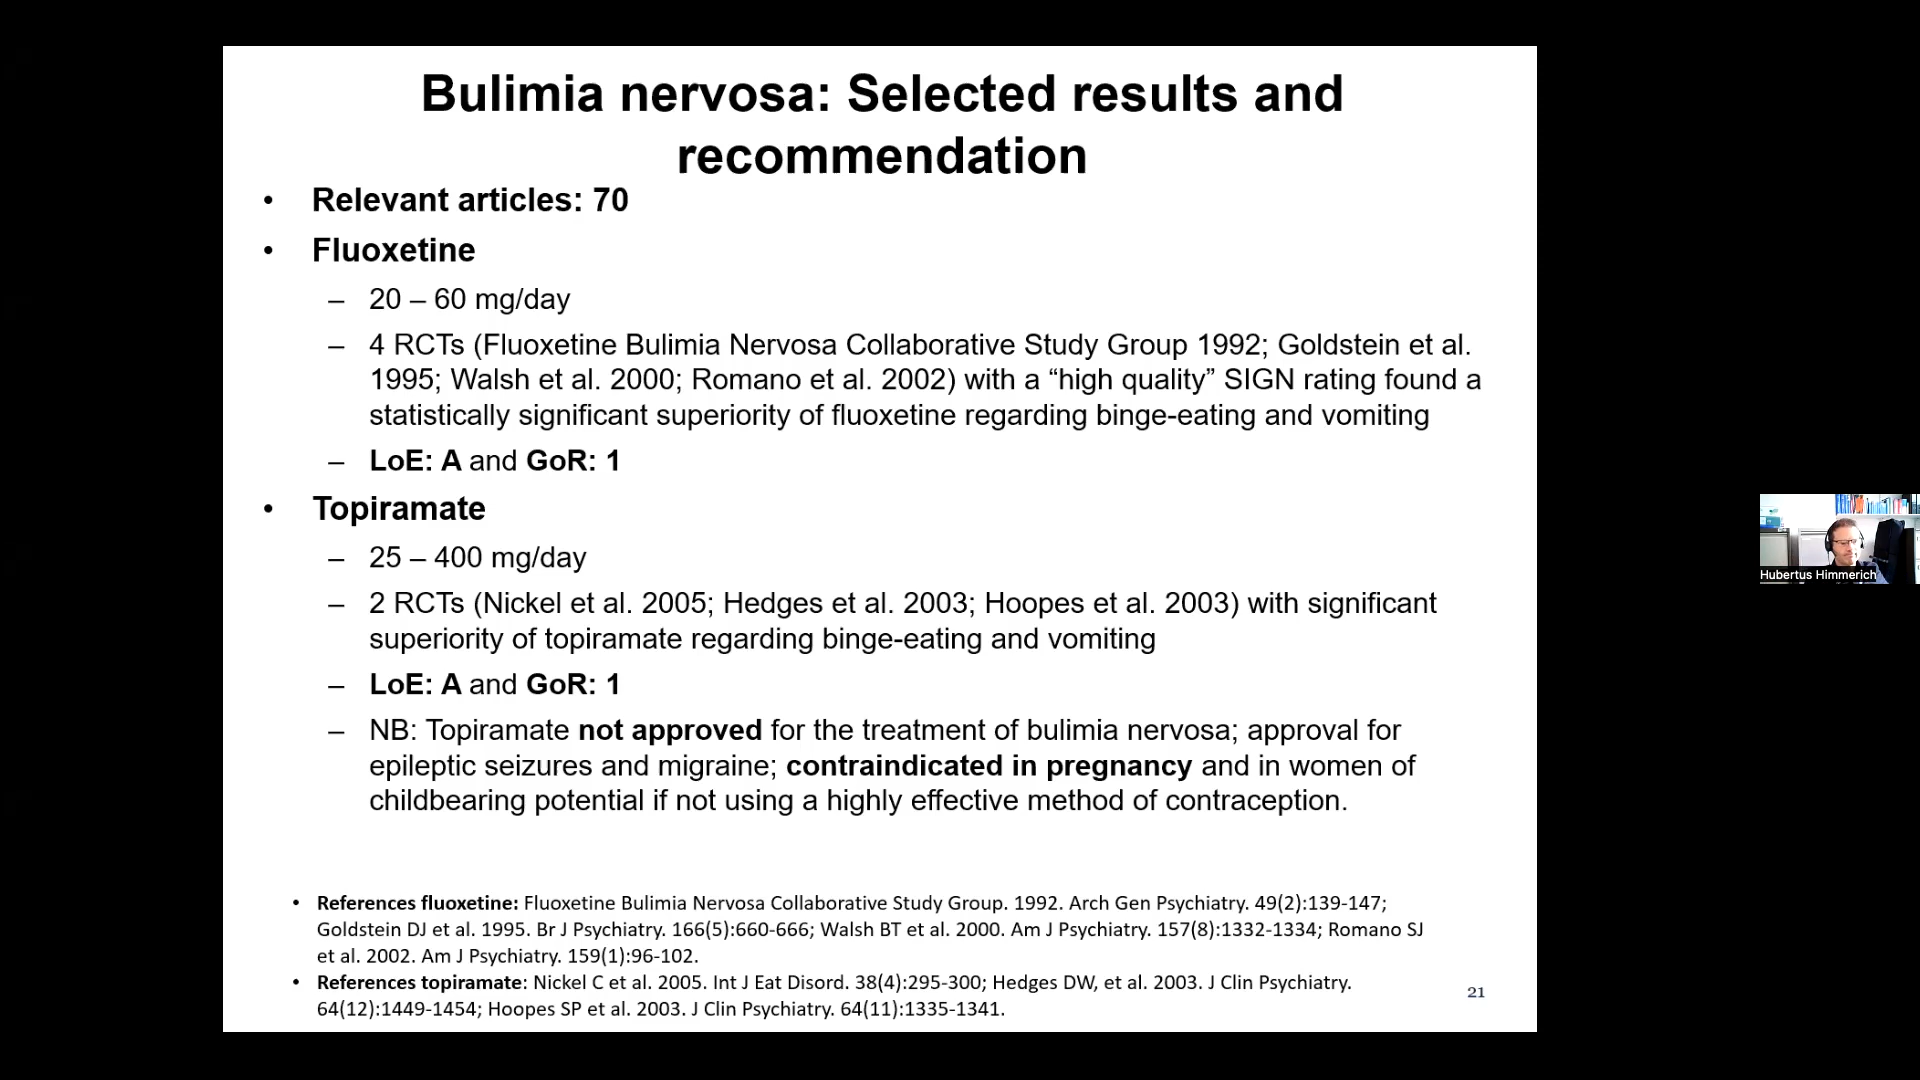 Bulimia nervosa: Selected results and
recommendation
• Relevant articles: 70
• Fluoxetine
– 20 – 60 mg/day
– 4 RCTs (Fluoxetine Bulimia Nervosa Collaborative Study Group 1992; Goldstein et al.
1995; Walsh et al. 2000; Romano et al. 2002) with a “high quality” SIGN rating found a
statistically significant superiority of fluoxetine regarding binge-eating and vomiting
– LoE: A and GoR: 1
• Topiramate
– 25 – 400 mg/day
– 2 RCTs (Nickel et al. 2005; Hedges et al. 2003; Hoopes et al. 2003) with significant
superiority of topiramate regarding binge-eating and vomiting
– LoE: A and GoR: 1
– NB: Topiramate not approved for the treatment of bulimia nervosa; approval for
epileptic seizures and migraine; contraindicated in pregnancy and in women of
childbearing potential if not using a highly effective method of contraception.
• References fluoxetine: Fluoxetine Bulimia Nervosa Collaborative Study Group. 1992. Arch Gen Psychiatry. 49(2):139-147;
Goldstein DJ et al. 1995. Br J Psychiatry. 166(5):660-666; Walsh BT et al. 2000. Am J Psychiatry. 157(8):1332-1334; Romano SJ
et al. 2002. Am J Psychiatry. 159(1):96-102.
• References topiramate: Nickel C et al. 2005. Int J Eat Disord. 38(4):295-300; Hedges DW, et al. 2003. J Clin Psychiatry.
64(12):1449-1454; Hoopes SP et al. 2003. J Clin Psychiatry. 64(11):1335-1341.
21
Hubertus Himmerich